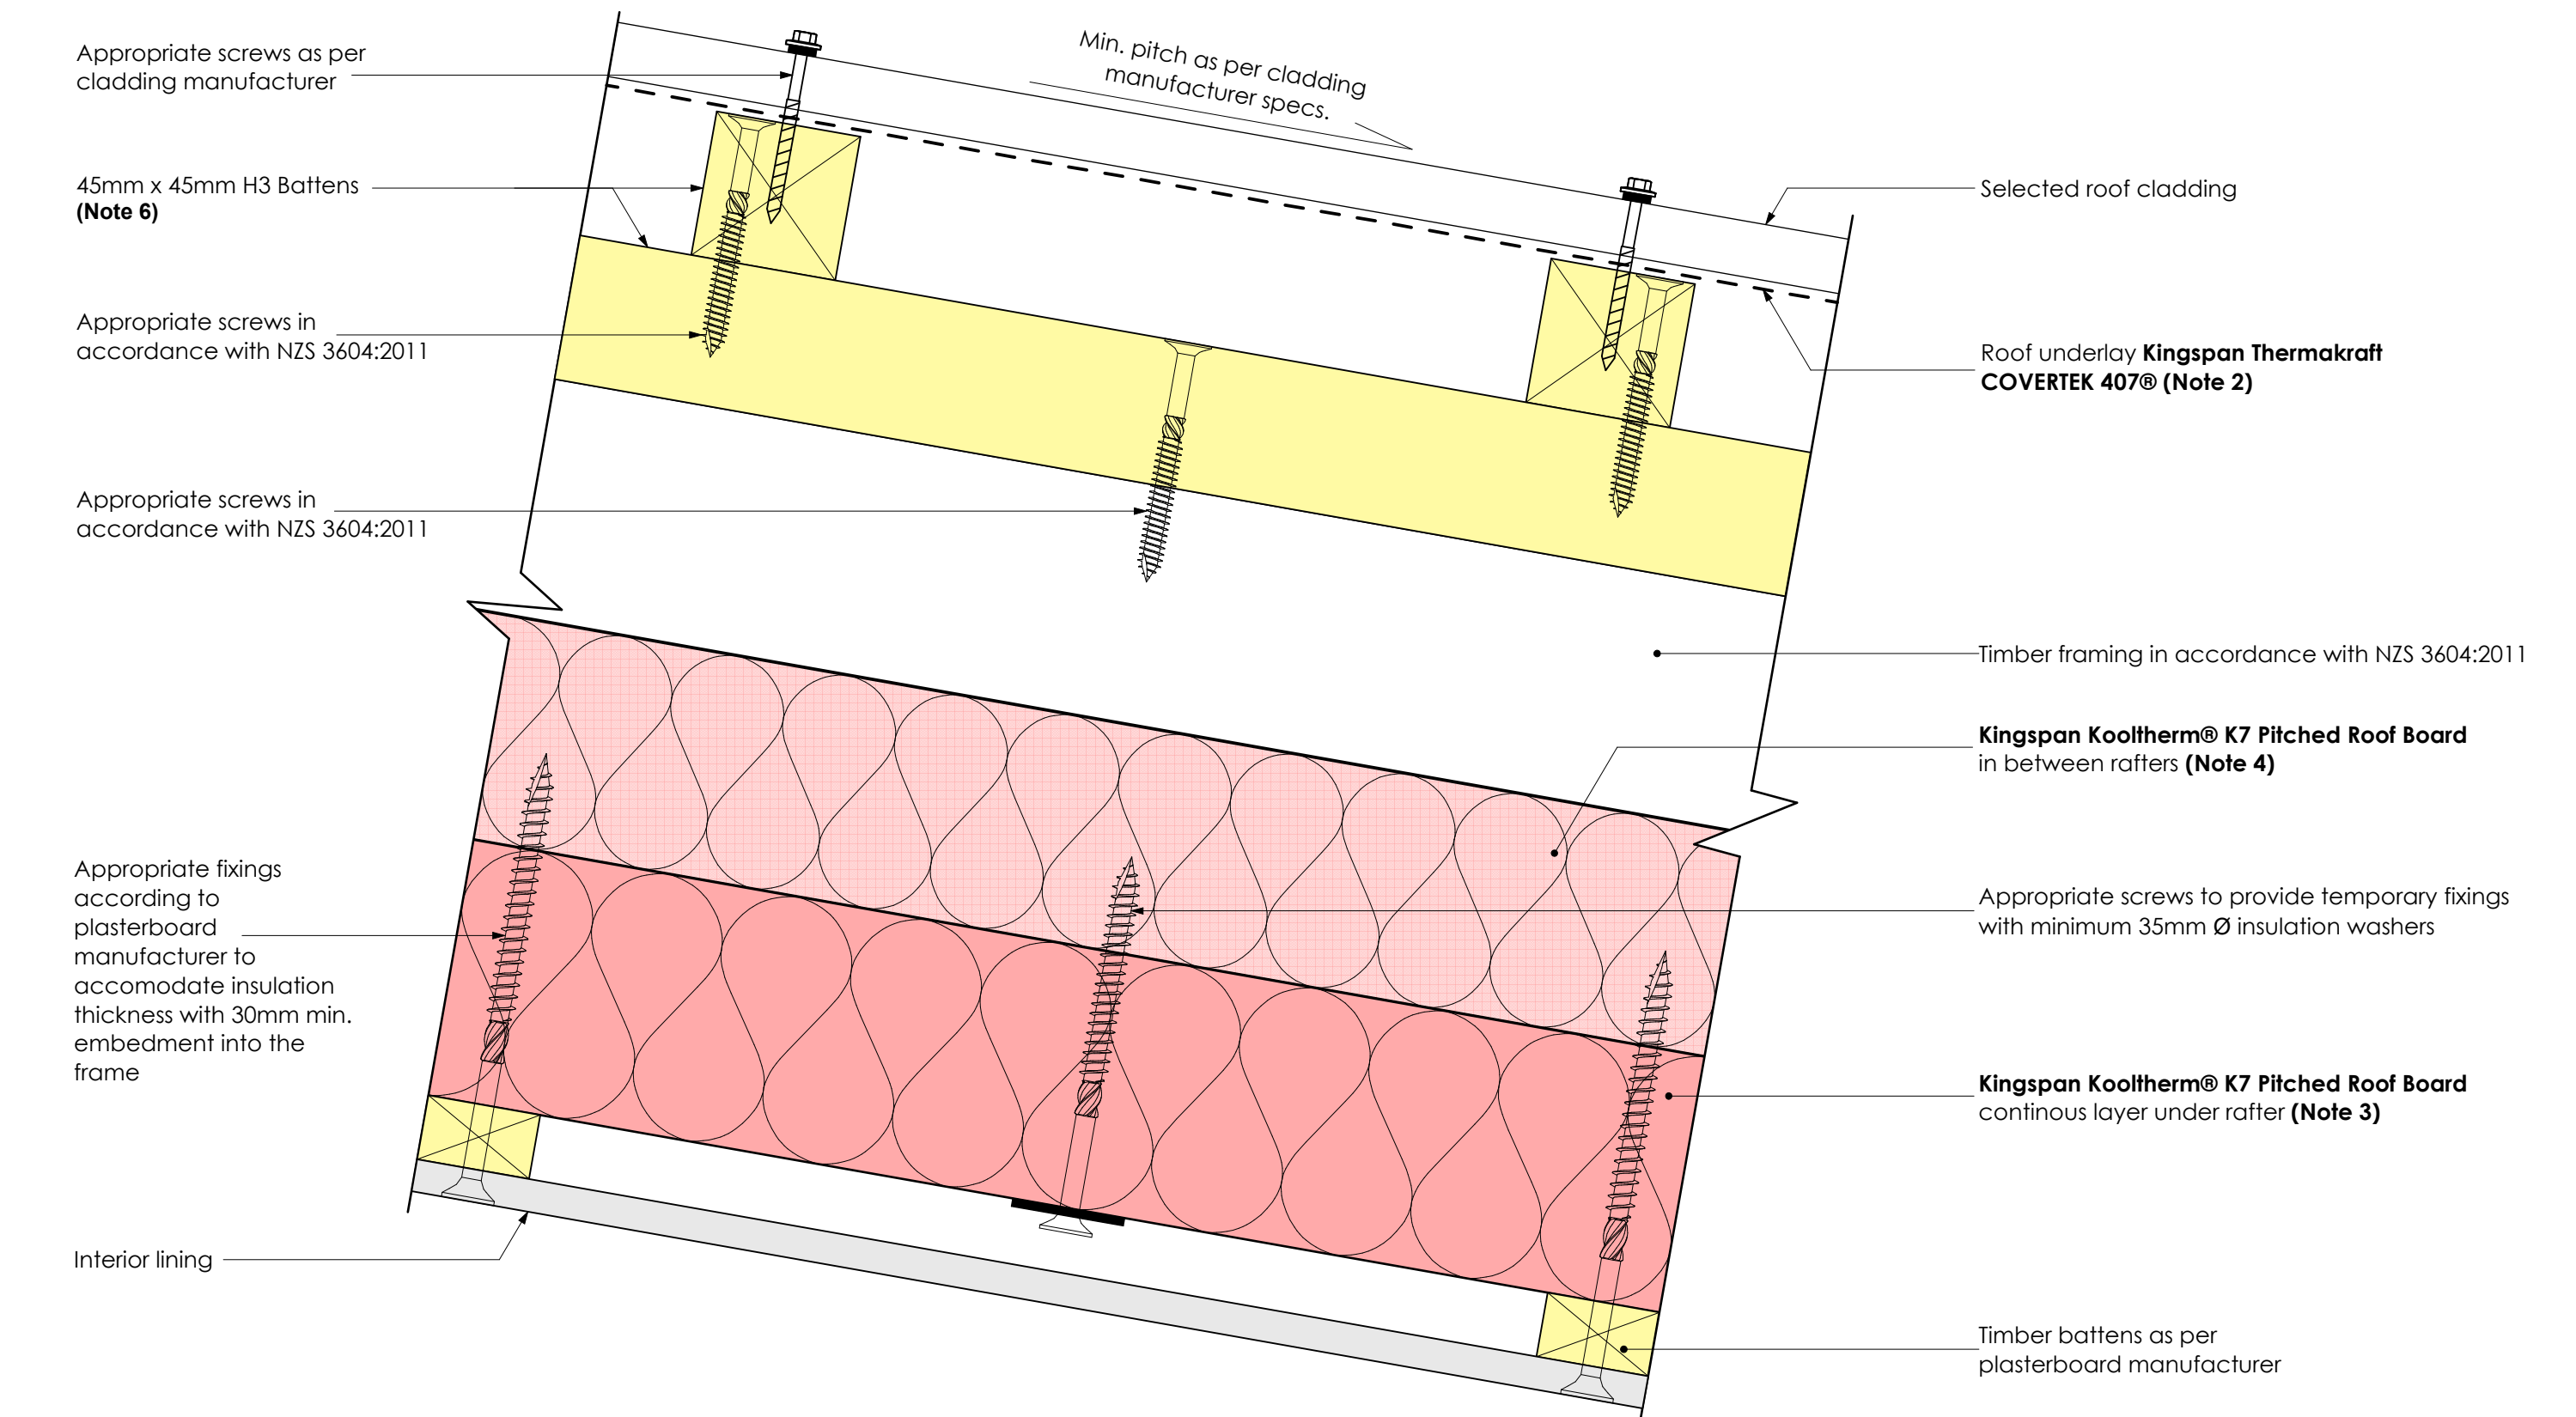 Appropriate screws as per
cladding manufacturer
45mm x 45mm H3 Battens
(Note 6)
Appropriate screws in
accordance with NZS 3604:2011
Appropriate screws in
accordance with NZS 3604:2011
Appropriate fixings
according to
plasterboard
manufacturer to
accomodate insulation
thickness with 30mm min.
embedment into the
frame
Interior lining
Min. pitch as per cladding
manufacturer specs.
Selected roof cladding
Roof underlay Kingspan Thermakraft
COVERTEK 407® (Note 2)
Timber framing in accordance with NZS 3604:2011
Kingspan Kooltherm® K7 Pitched Roof Board
in between rafters (Note 4)
Appropriate screws to provide temporary fixings
with minimum 35mm Ø insulation washers
Kingspan Kooltherm® K7 Pitched Roof Board
continous layer under rafter (Note 3)
Timber battens as per
plasterboard manufacturer